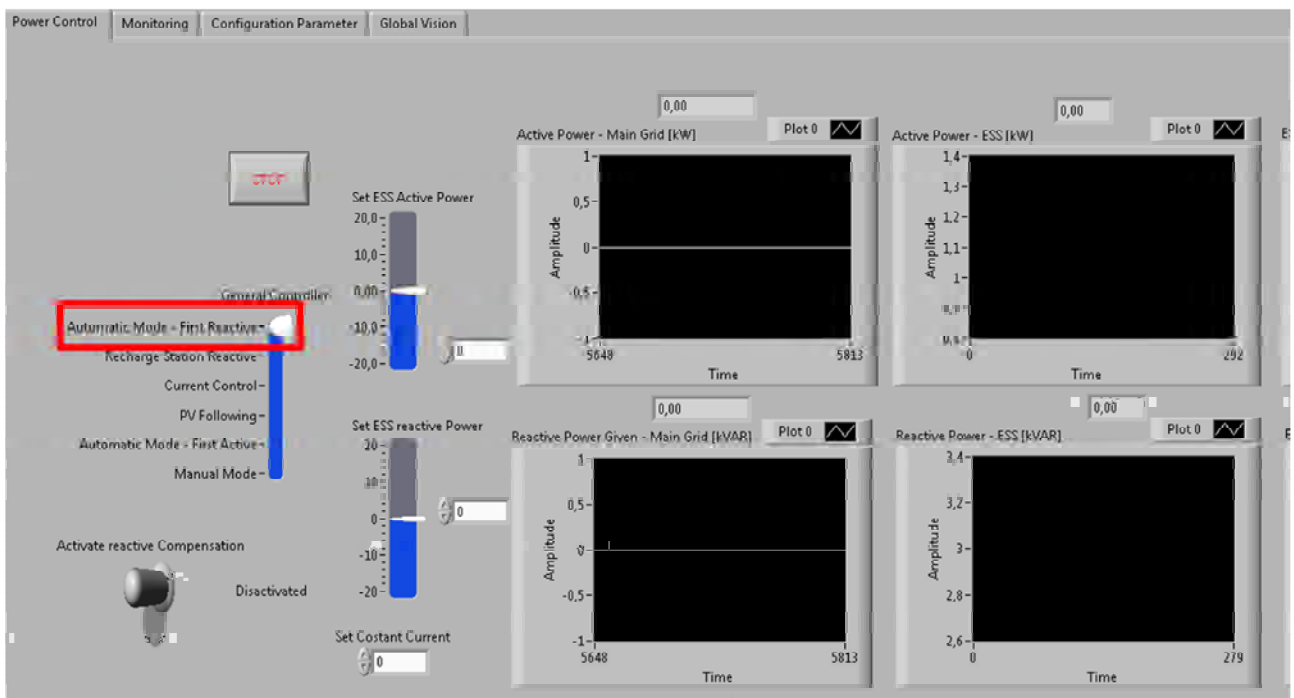 Power Control
Monitoring
Configuration Parameter
Global Vision
0,00
Active Power - Main Grid [kW]
Plot 0
1
0,5
0
-0,5
Amplitude
5648
5813
Time
0,00
Active Power - ESS [kW]
Plot 0
1,4
1,3
1,2
1,1
1
Amplitude
0
292
Time
STOP
Set ESS Active Power
20,0
10,0
0,00
-10,0
-20,0
General Controller
Automatic Mode - First Reactive
Recharge Station Reactive
Current Control
PV Following
Automatic Mode - First Active
Manual Mode
Set ESS reactive Power
20
10
0
-10
-20
0
Activate reactive Compensation
Disactivated
Set Costant Current
0
0,00
Reactive Power Given - Main Grid [kVAR]
Plot 0
1
0,5
0
-0,5
-1
Amplitude
5648
5813
Time
0,00
Reactive Power - ESS [kVAR]
Plot 0
3,4
3,2
3
2,8
2,6
Amplitude
0
279
Time